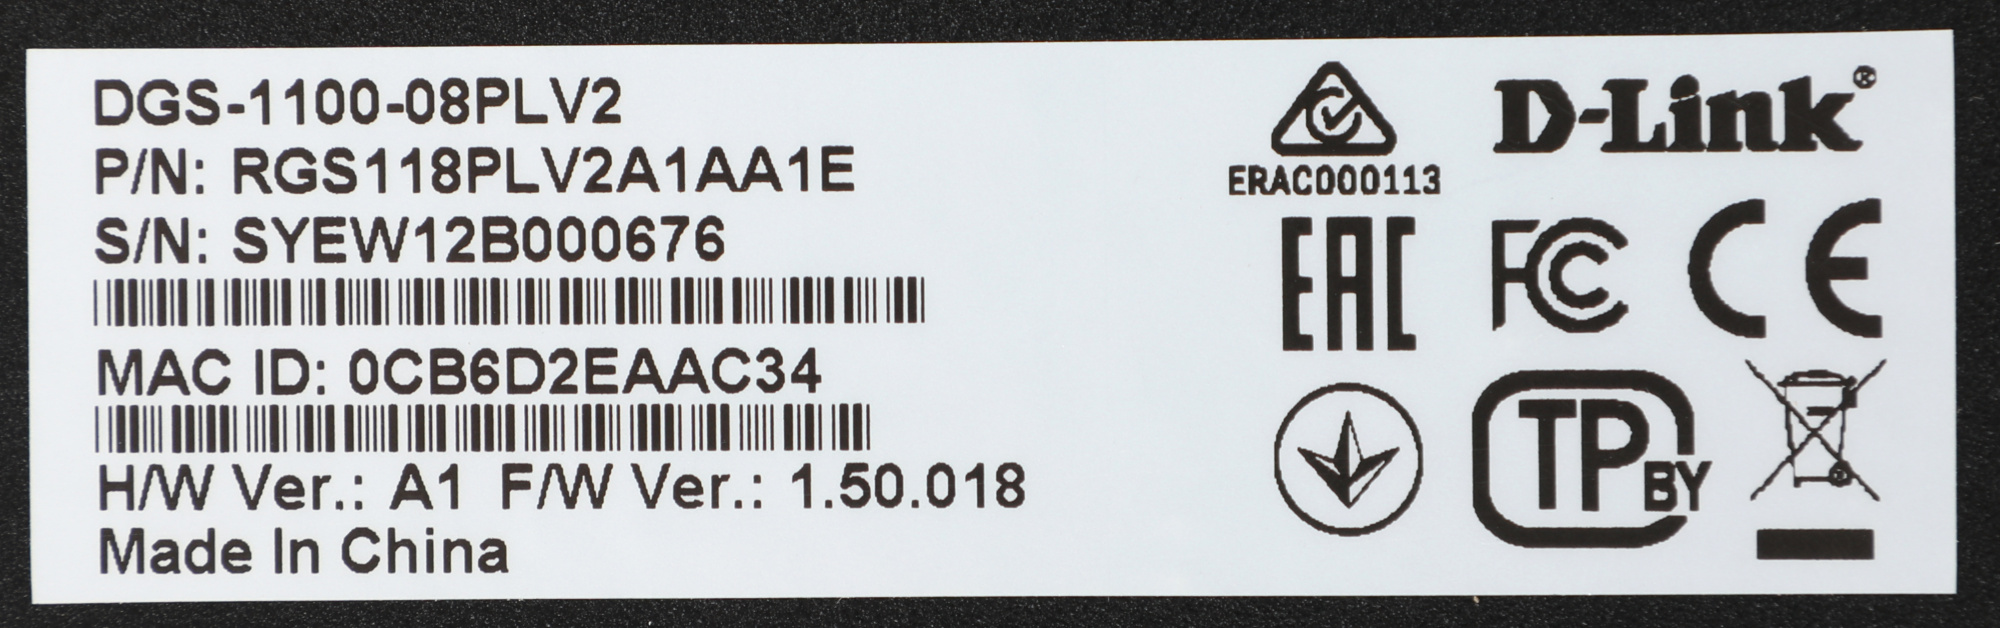 DGS-1100-08PLV2
P/N: RGS118PLV2A1AA1E
S/N: SYEW12B000676
MAC ID: 0CB6D2EAAC34
H/W Ver.: A1 F/W Ver.: 1.50.018
Made In China
D-Link®
ERAC000113
EAC FC CE
TP BY